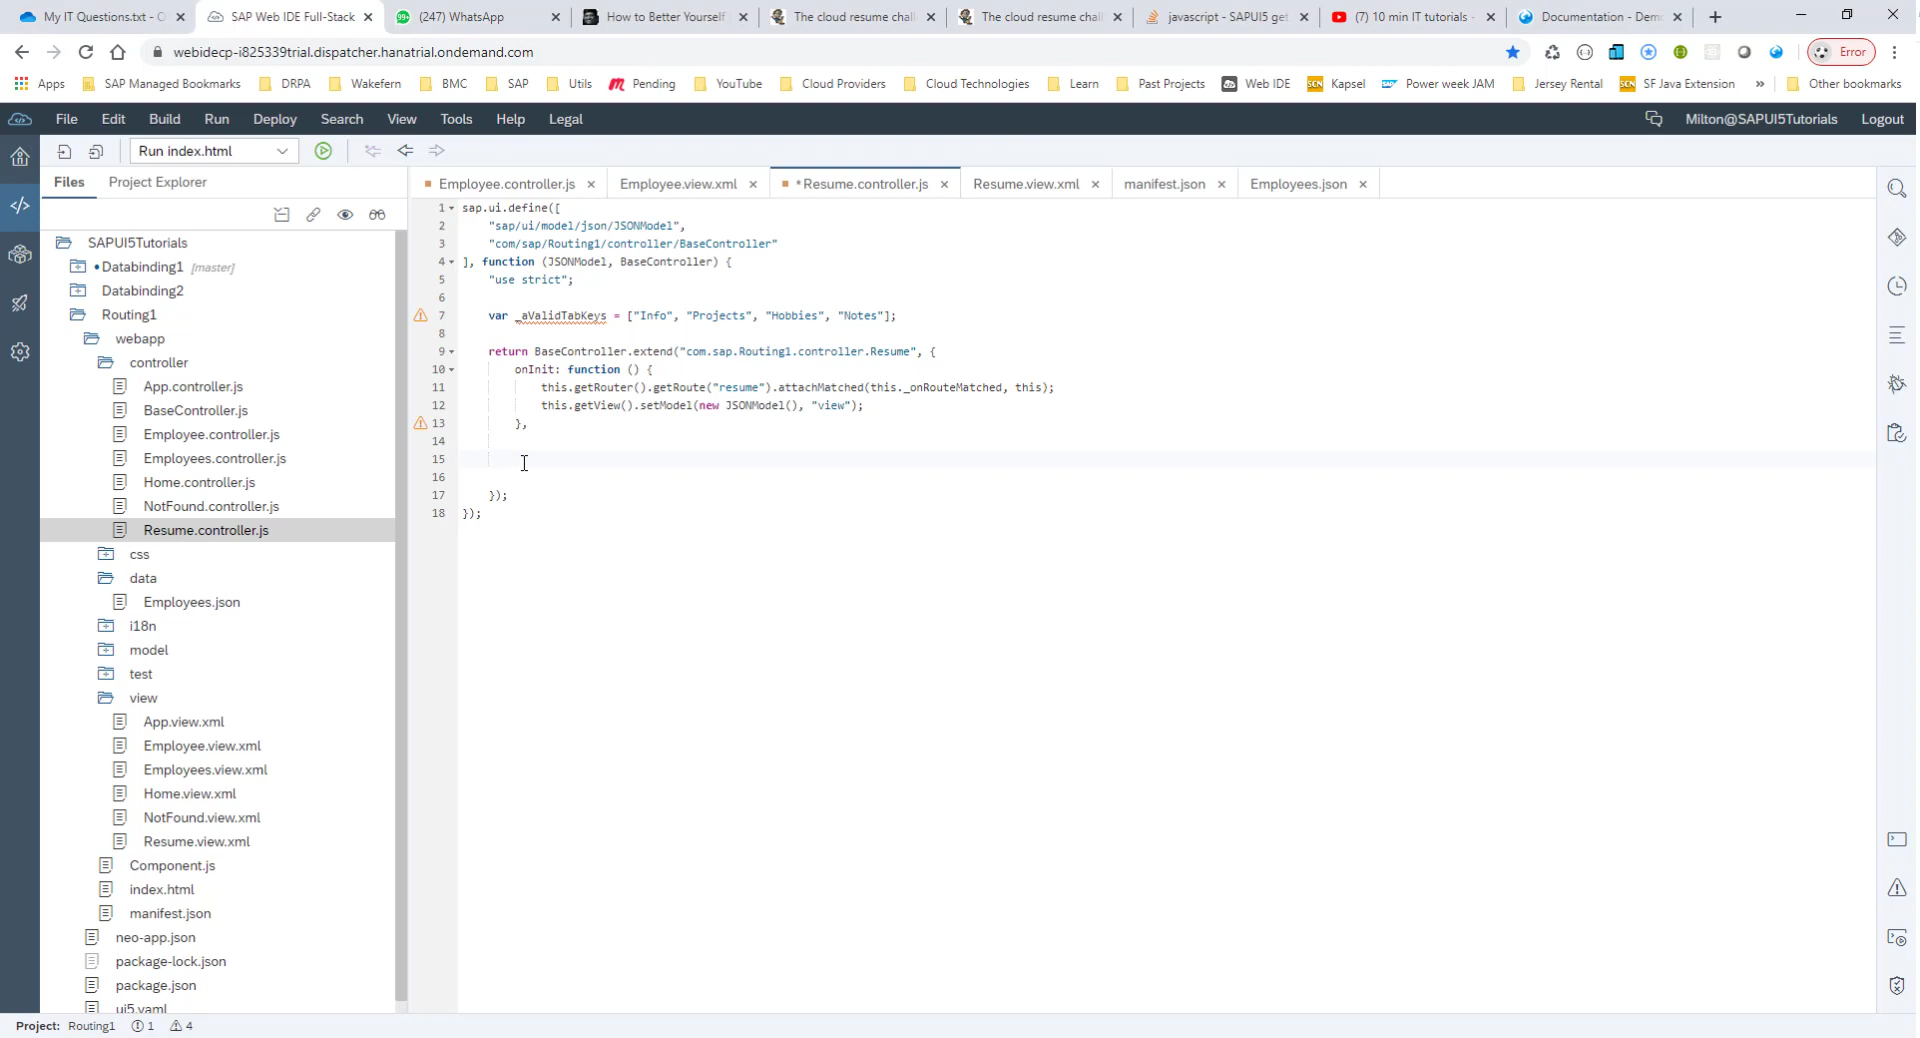 My IT Questions.txt - O
SAP Web IDE Full-Stack
(247) WhatsApp
How to Better Yourself
The cloud resume chall
The cloud resume chall
javascript - SAPUI5 get
(7) 10 min IT tutorials -
Documentation - Demo
webidecp-i825339trial.dispatcher.hanatrial.ondemand.com
Error
Apps
SAP Managed Bookmarks
DRPA
Wakefern
BMC
SAP
Utils
Pending
YouTube
Cloud Providers
Cloud Technologies
Learn
Past Projects
Web IDE
Kapsel
Power week JAM
Jersey Rental
SF Java Extension
»
Other bookmarks
File Edit Build Run Deploy Search View Tools Help Legal
Milton@SAPUI5Tutorials
Logout
Run index.html
Files
Project Explorer
SAPUI5Tutorials
Databinding1 [master]
Databinding2
Routing1
webapp
controller
App.controller.js
BaseController.js
Employee.controller.js
Employees.controller.js
Home.controller.js
NotFound.controller.js
Resume.controller.js
css
data
Employees.json
i18n
model
test
view
App.view.xml
Employee.view.xml
Employees.view.xml
Home.view.xml
NotFound.view.xml
Resume.view.xml
Component.js
index.html
manifest.json
neo-app.json
package-lock.json
package.json
ui5.yaml
Employee.controller.js
Employee.view.xml
*Resume.controller.js
Resume.view.xml
manifest.json
Employees.json
1 sap.ui.define([
2 "sap/ui/model/json/JSONModel",
3 "com/sap/Routing1/controller/BaseController"
4 ], function (JSONModel, BaseController) {
5 "use strict";
6
7 var _aValidTabKeys = ["Info", "Projects", "Hobbies", "Notes"];
8
9 return BaseController.extend("com.sap.Routing1.controller.Resume", {
10 onInit: function () {
11 this.getRouter().getRoute("resume").attachMatched(this._onRouteMatched, this);
12 this.getView().setModel(new JSONModel(), "view");
13 },
14
15
16
17 });
18 });
Project: Routing1 1 4